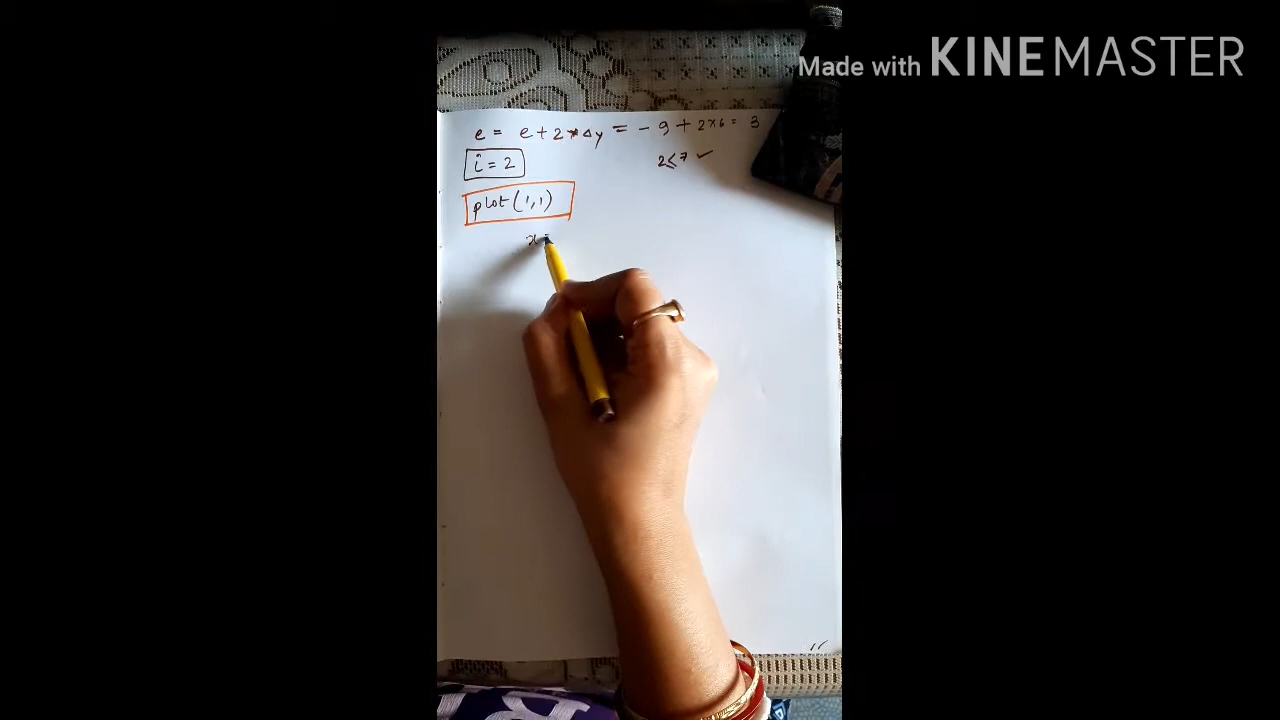 Made with KINEMASTER
e = e + 2 * Δy = - 9 + 2 x 6 = 3
i = 2 2 ≤ 7 ✓
plot (1,1)
x =